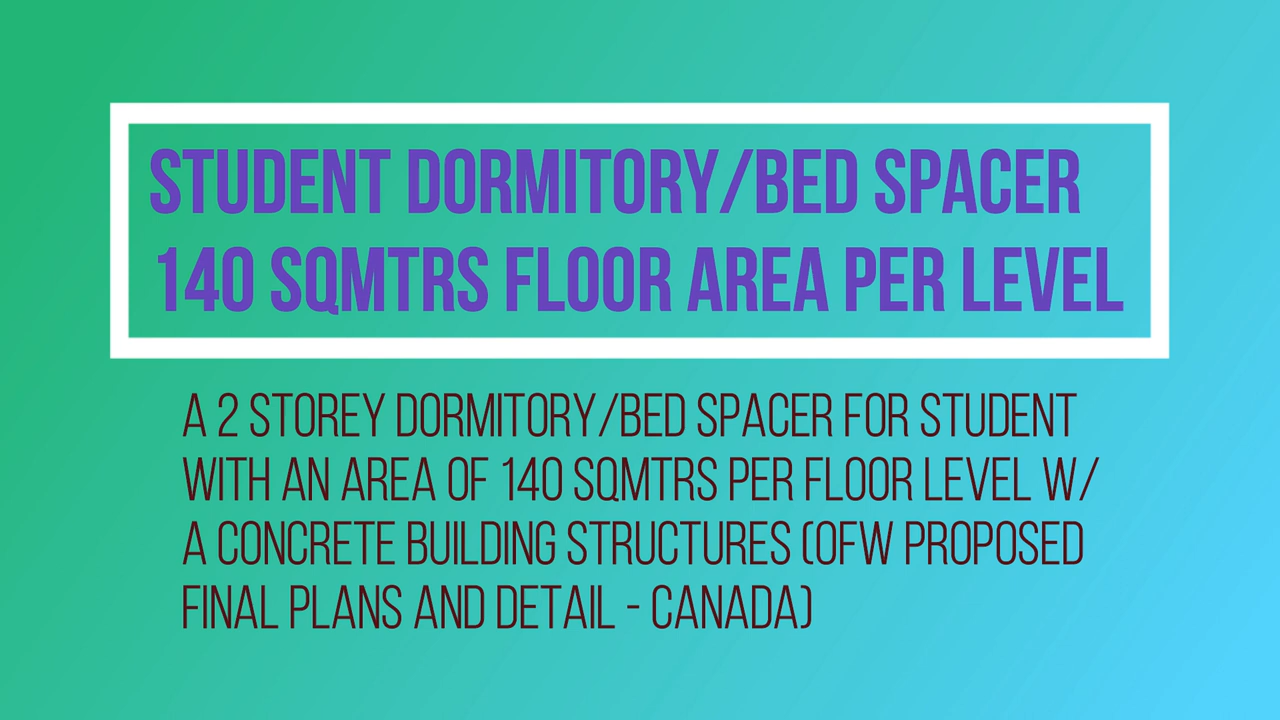 STUDENT DORMITORY/BED SPACER
140 SQMTRS FLOOR AREA PER LEVEL
A 2 STOREY DORMITORY/BED SPACER FOR STUDENT
WITH AN AREA OF 140 SQMTRS PER FLOOR LEVEL W/
A CONCRETE BUILDING STRUCTURES (OFW PROPOSED
FINAL PLANS AND DETAIL - CANADA)